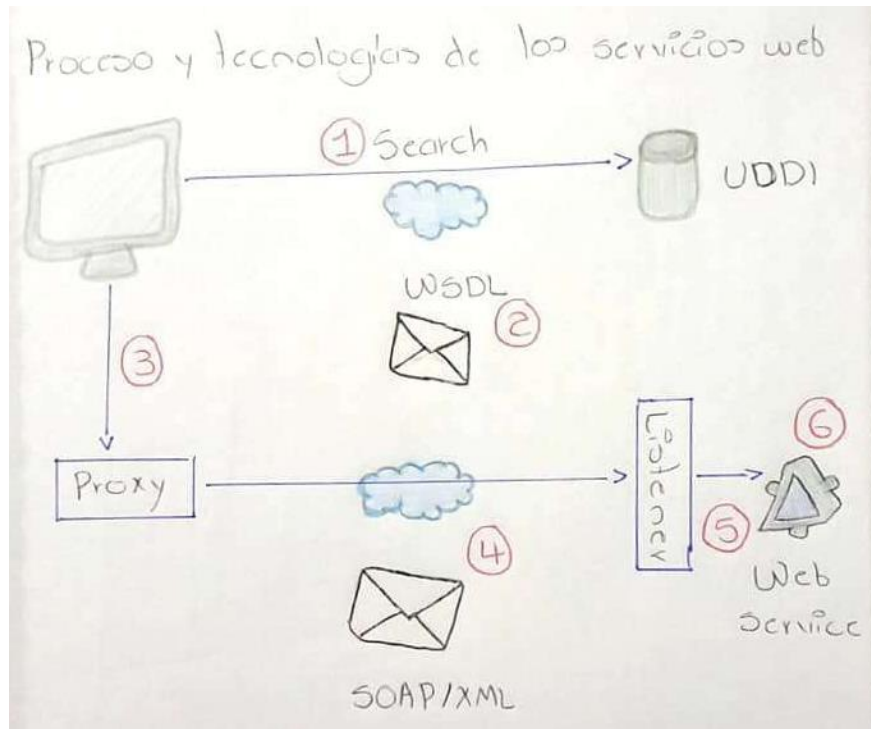 Proceso y tecnologías de los servicios web
1 Search
UDDI
WSDL
2
3
Proxy
Listener
6
5
4
Web
Service
SOAP/XML